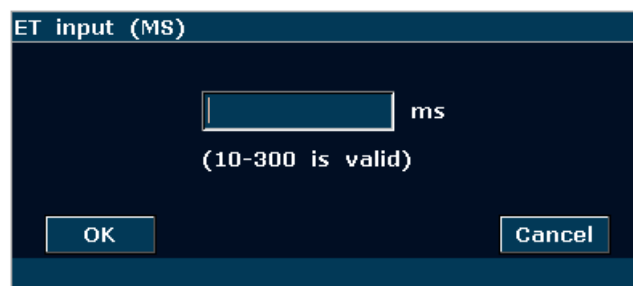 ET input (MS)
ms
(10-300 is valid)
OK
Cancel